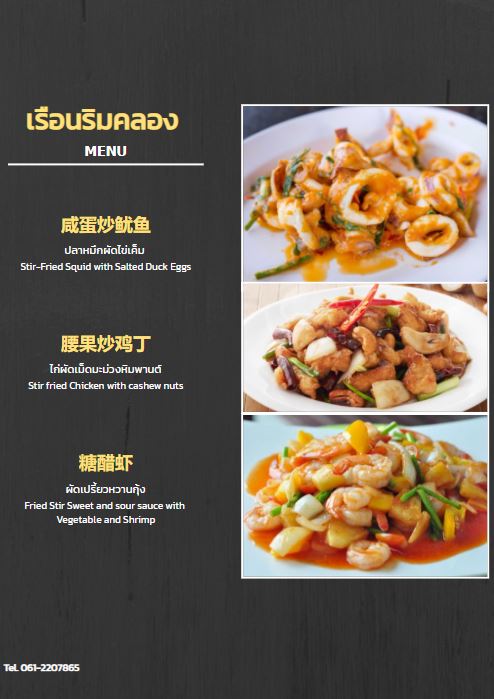 เรือนริมคลอง
MENU
咸蛋炒鱿鱼
ปลาหมึกผัดไข่เค็ม
Stir-Fried Squid with Salted Duck Eggs
腰果炒鸡丁
ไก่ผัดเม็ดมะม่วงหิมพานต์
Stir fried Chicken with cashew nuts
糖醋虾
ผัดเปรี้ยวหวานกุ้ง
Fried Stir Sweet and sour sauce with
Vegetable and Shrimp
Tel. 061-2207865